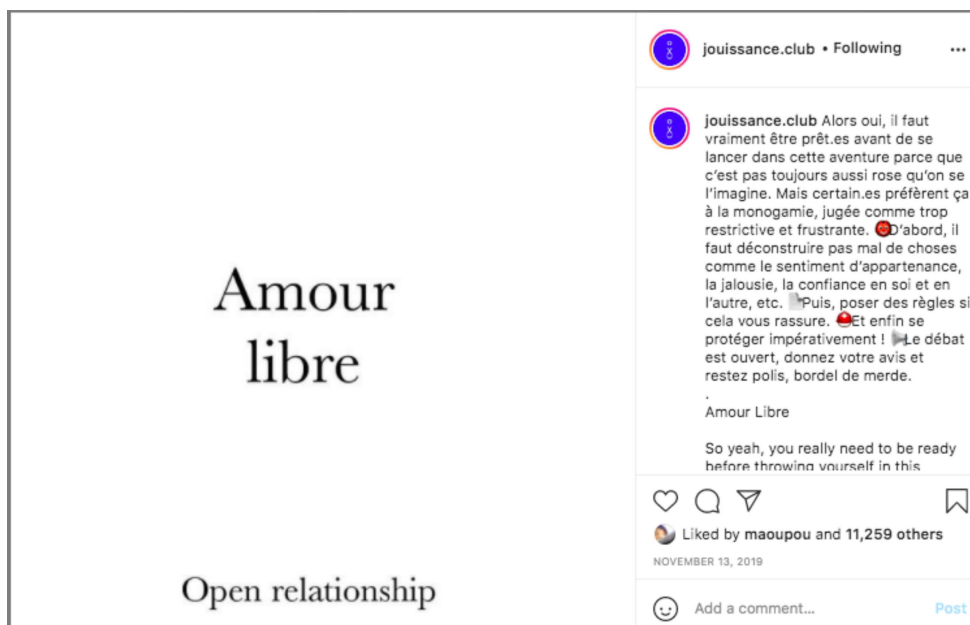 Amour
libre
Open relationship
jouissance.club • Following
jouissance.club Alors oui, il faut
vraiment être prêt.es avant de se
lancer dans cette aventure parce que
c'est pas toujours aussi rose qu'on se
l'imagine. Mais certain.es préfèrent ça
à la monogamie, jugée comme trop
restrictive et frustrante. D'abord, il
faut déconstruire pas mal de choses
comme le sentiment d'appartenance,
la jalousie, la confiance en soi et en
l'autre, etc. Puis, poser des règles si
cela vous rassure. Et enfin se
protéger impérativement ! Le débat
est ouvert, donnez votre avis et
restez polis, bordel de merde.
.
Amour Libre
So yeah, you really need to be ready
before throwing yourself in this
Liked by maoupou and 11,259 others
NOVEMBER 13, 2019
Add a comment...
Post